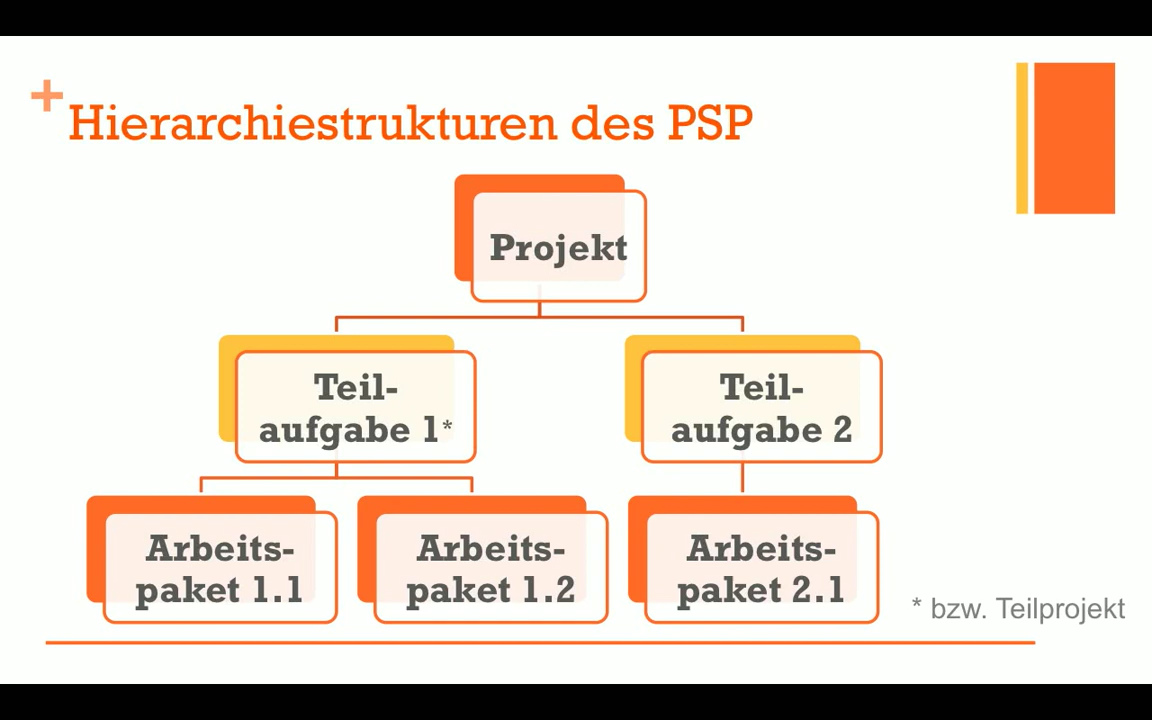 +
Hierarchiestrukturen des PSP
Projekt
Teil-
aufgabe 1*
Teil-
aufgabe 2
Arbeits-
paket 1.1
Arbeits-
paket 1.2
Arbeits-
paket 2.1
* bzw. Teilprojekt